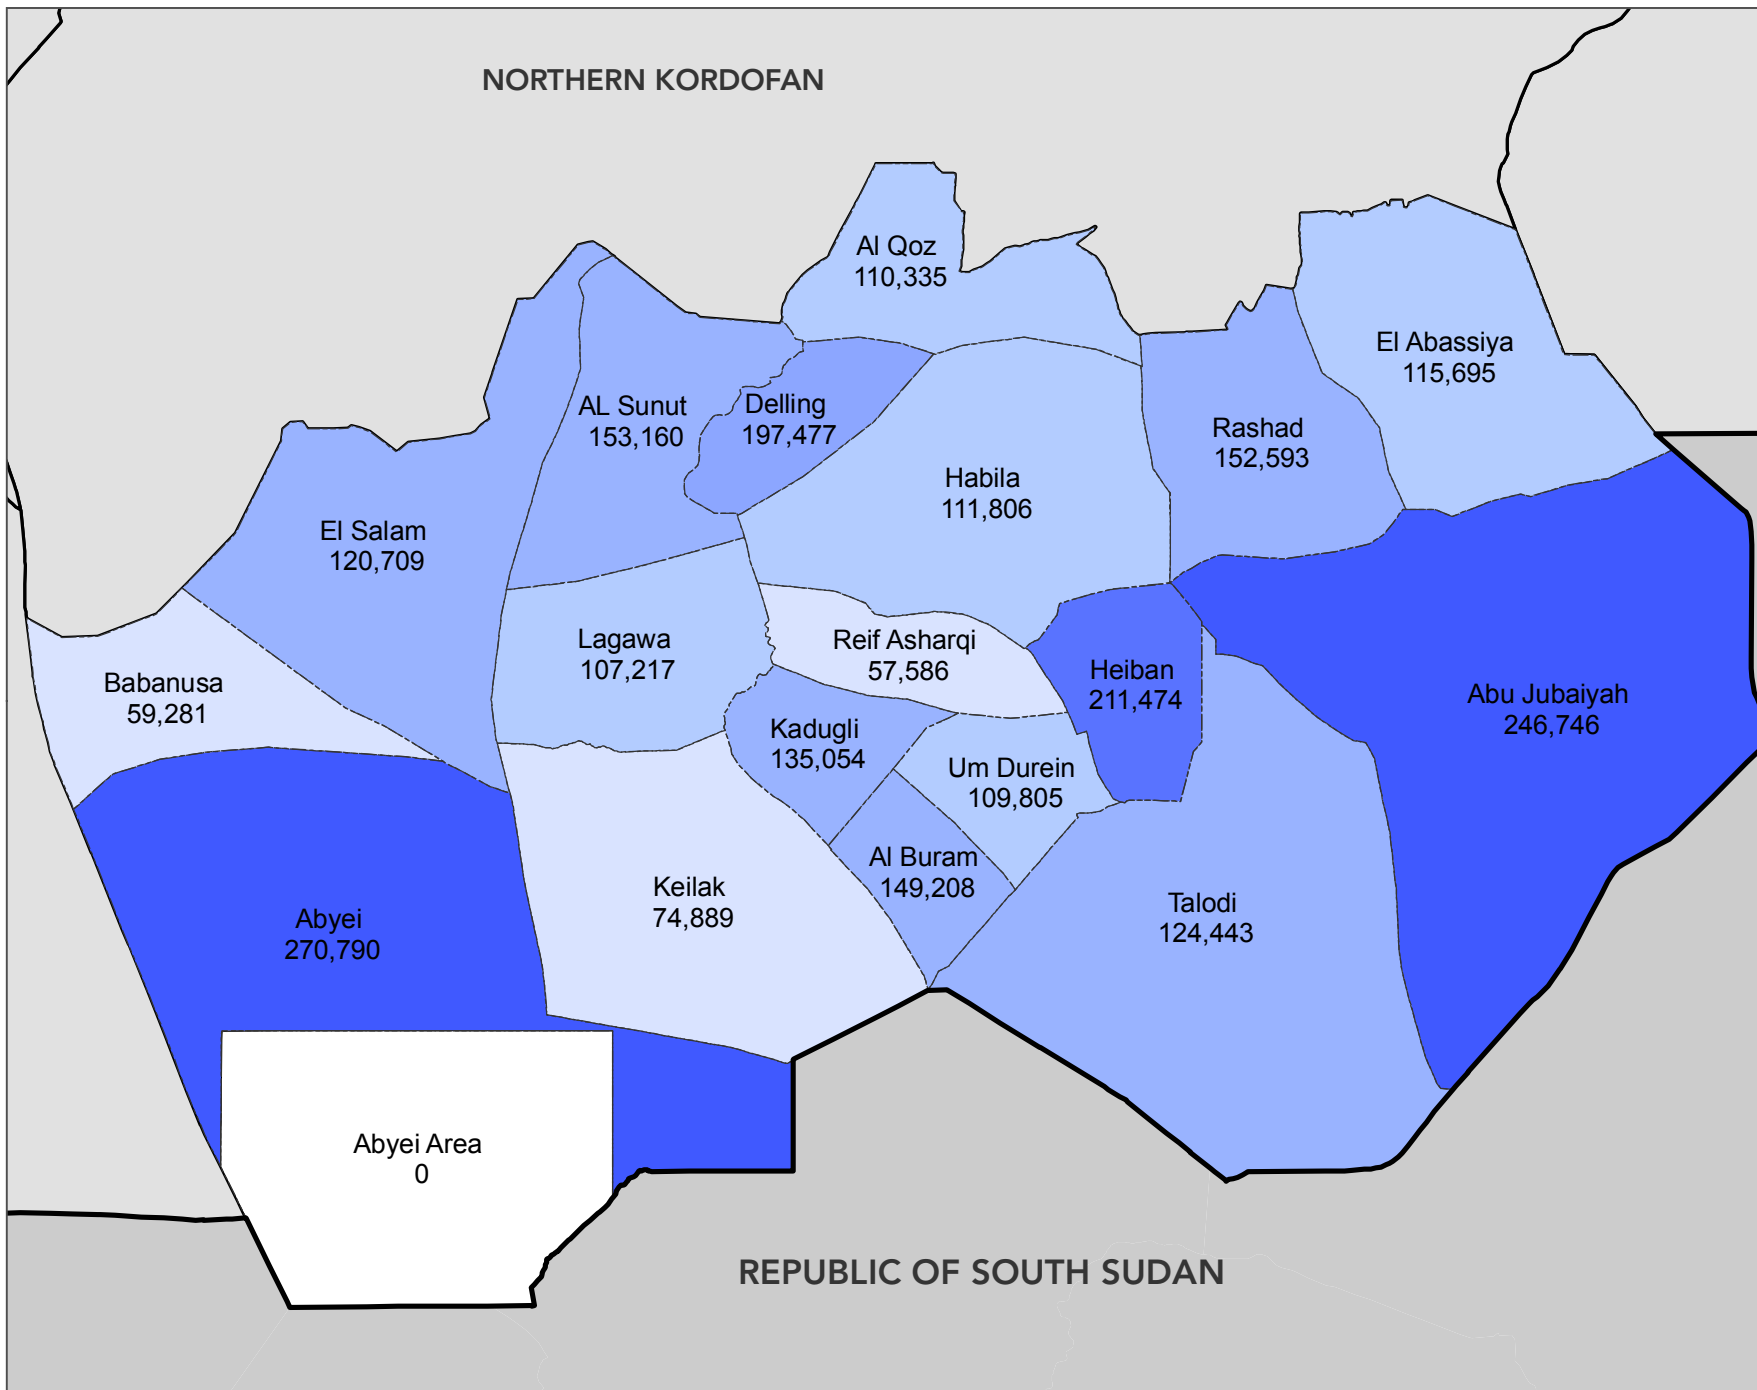 NORTHERN KORDOFAN
Al Qoz
110,335
El Abassiya
115,695
AL Sunut
153,160
Delling
197,477
Rashad
152,593
Habila
111,806
El Salam
120,709
Lagawa
107,217
Reif Asharqi
57,586
Heiban
211,474
Babanusa
59,281
Abu Jubaiyah
246,746
Kadugli
135,054
Um Durein
109,805
Al Buram
149,208
Keilak
74,889
Talodi
124,443
Abyei
270,790
Abyei Area
0
REPUBLIC OF SOUTH SUDAN